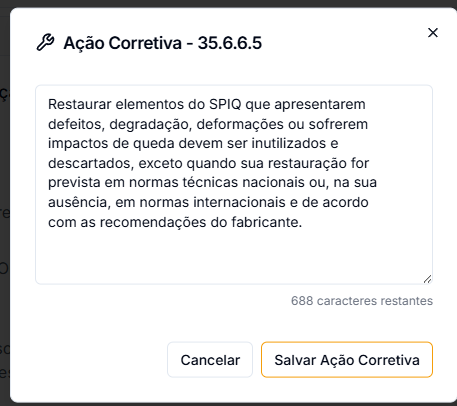 Ação Corretiva - 35.6.6.5
Restaurar elementos do SPIQ que apresentarem
defeitos, degradação, deformações ou sofrerem
impactos de queda devem ser inutilizados e
descartados, exceto quando sua restauração for
prevista em normas técnicas nacionais ou, na sua
ausência, em normas internacionais e de acordo
com as recomendações do fabricante.
688 caracteres restantes
Cancelar
Salvar Ação Corretiva